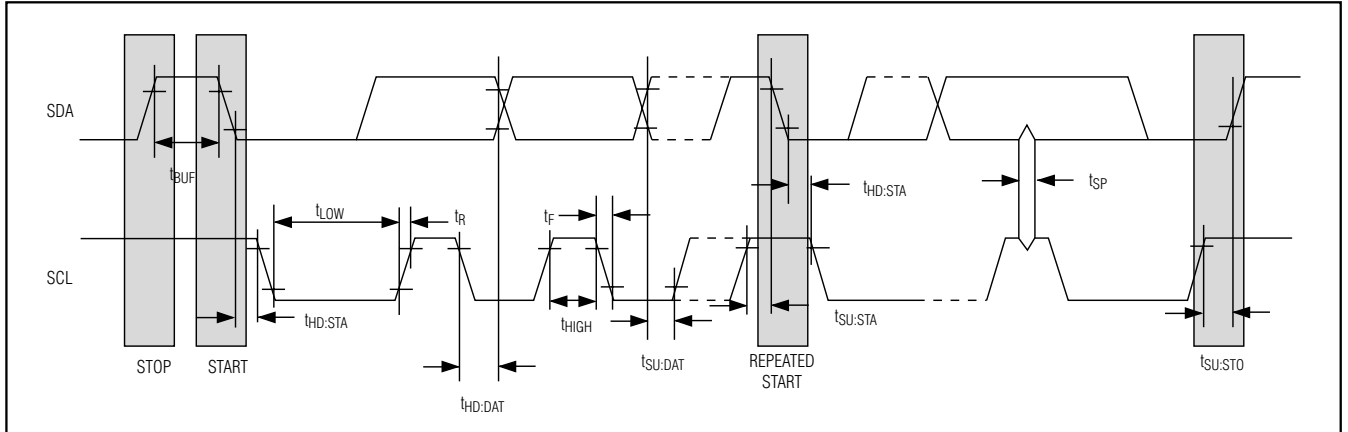 SDA
tBUF
tLOW
tR
tF
tHD:STA
tSP
SCL
tHD:STA
tHIGH
tSU:STA
tSU:DAT
tSU:STO
STOP
START
REPEATED
START
tHD:DAT